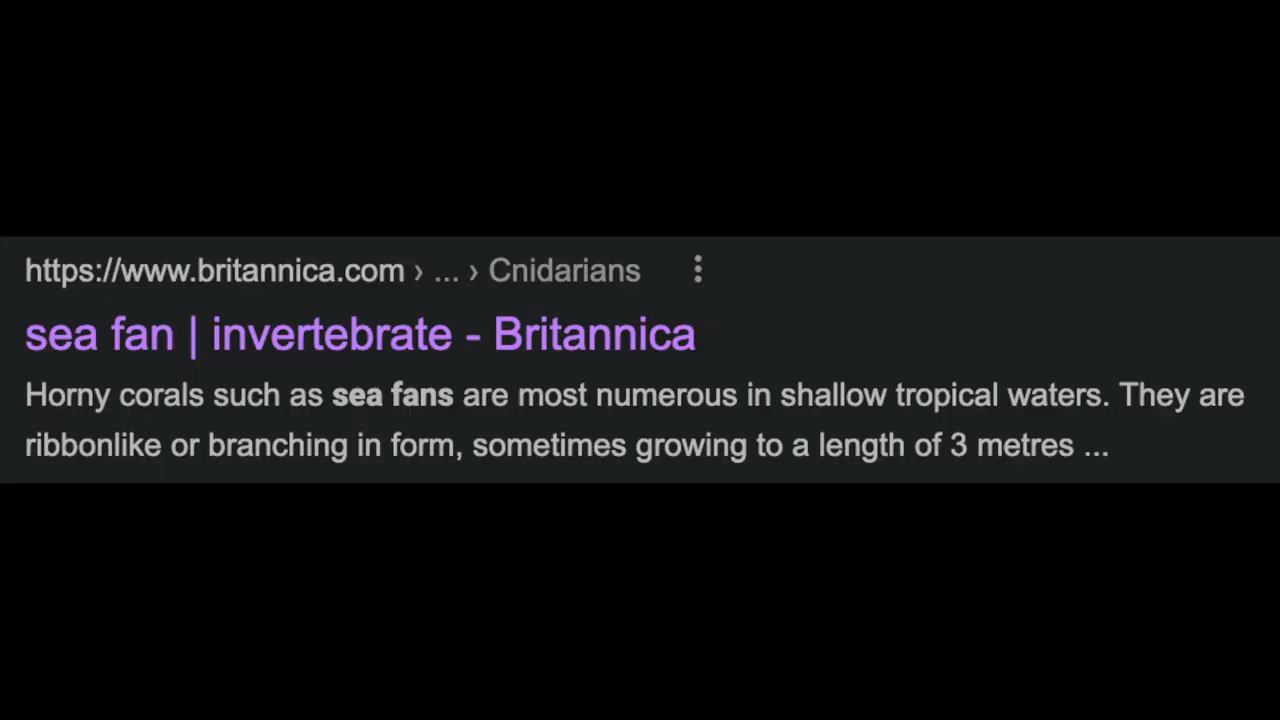 https://www.britannica.com › ... › Cnidarians
sea fan | invertebrate - Britannica
Horny corals such as sea fans are most numerous in shallow tropical waters. They are
ribbonlike or branching in form, sometimes growing to a length of 3 metres ...